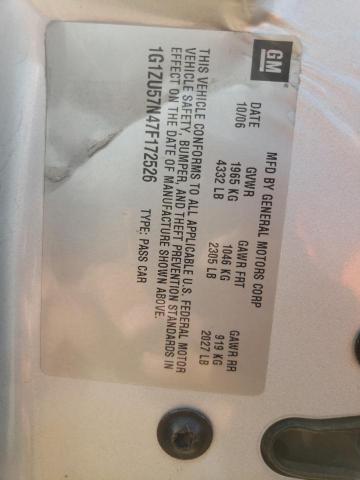 GM
MFD BY GENERAL MOTORS CORP
DATE GVWR GAWR FRT GAWR RR
10/06 1965 KG 1046 KG 919 KG
4332 LB 2305 LB 2027 LB
THIS VEHICLE CONFORMS TO ALL APPLICABLE U.S. FEDERAL MOTOR
VEHICLE SAFETY, BUMPER, AND THEFT PREVENTION STANDARDS IN
EFFECT ON THE DATE OF MANUFACTURE SHOWN ABOVE.
1G1ZU57N47F172526 TYPE: PASS CAR